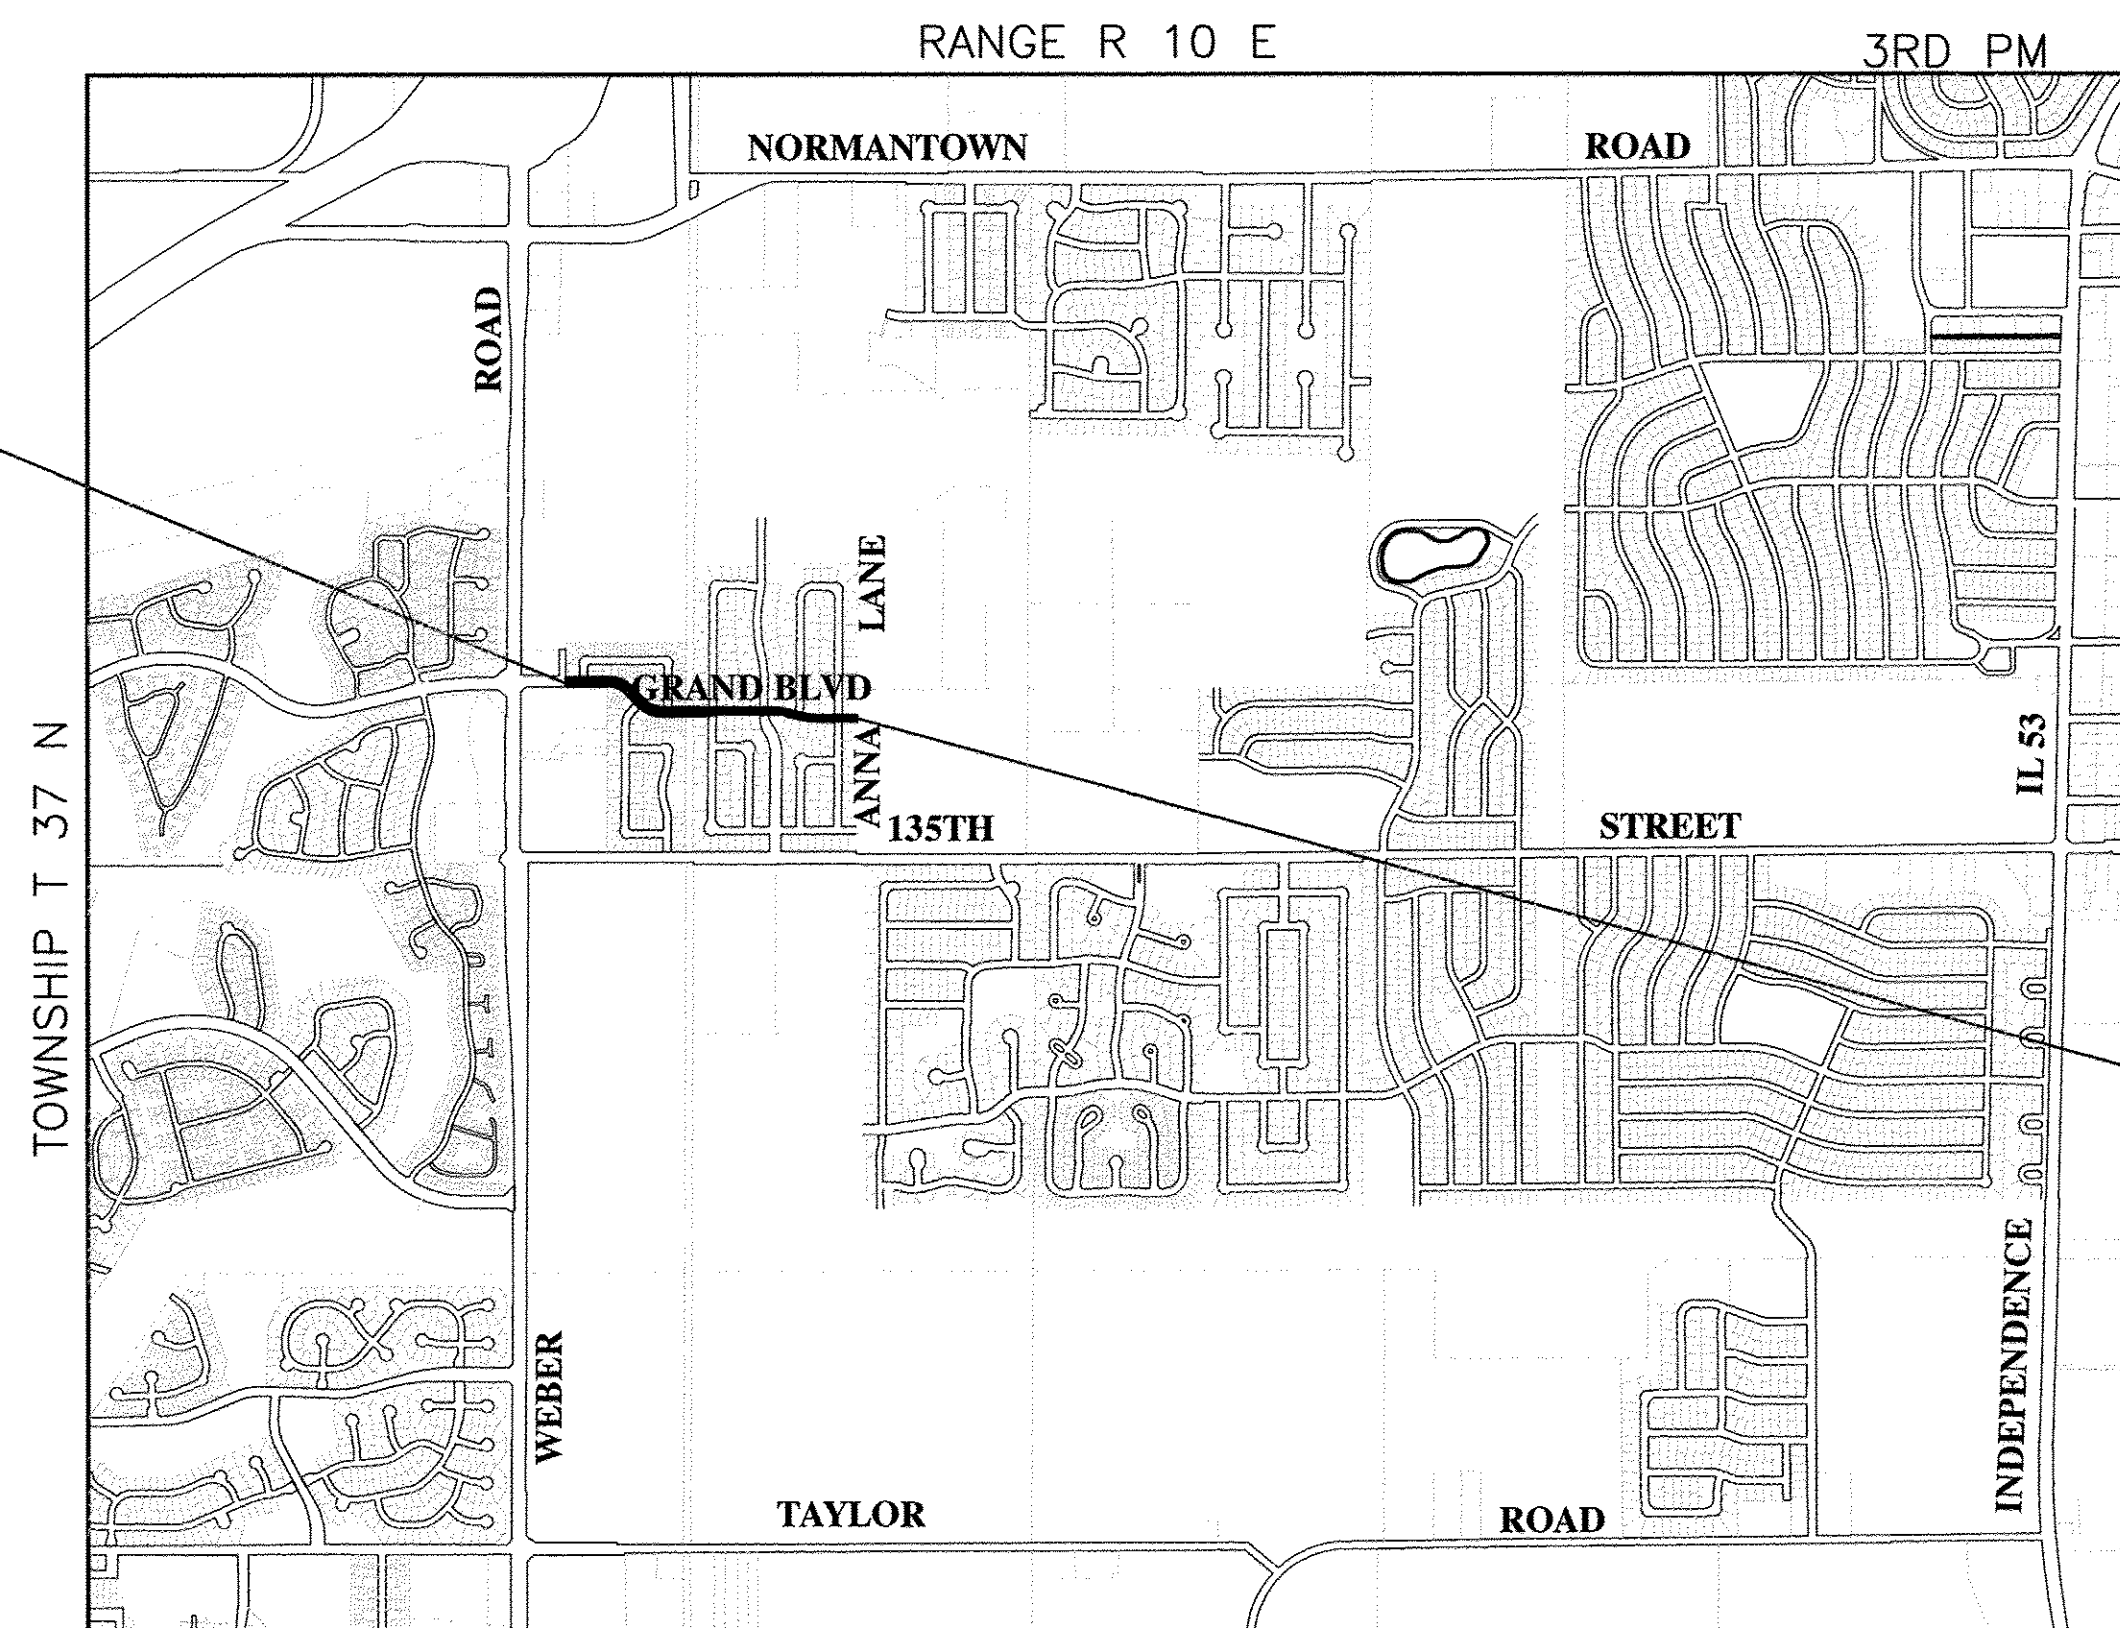 RANGE R 10 E
3RD PM
NORMANTOWN ROAD
ROAD
LANE
GRAND BLVD
ANNA
IL 53
TOWNSHIP T 37 N
135TH STREET
WEBER
INDEPENDENCE
TAYLOR ROAD